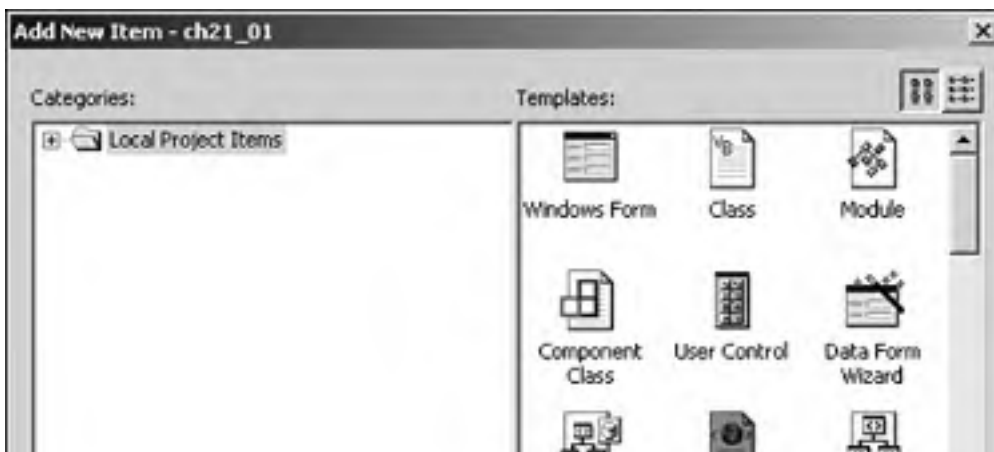 Add New Item - ch21_01
Categories:
Templates:
Local Project Items
Windows Form
Class
Module
Component
Class
User Control
Data Form
Wizard